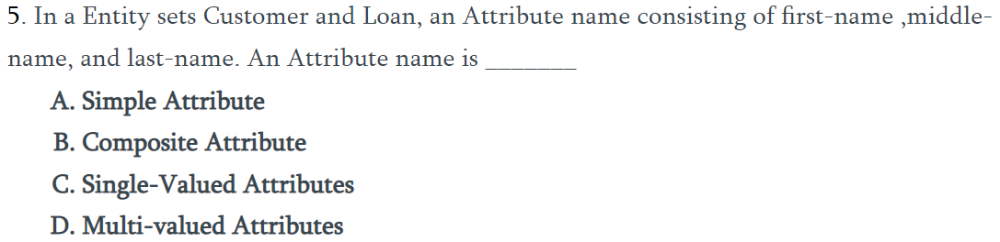 5. In a Entity sets Customer and Loan, an Attribute name consisting of first-name ,middle-
name, and last-name. An Attribute name is _______
A. Simple Attribute
B. Composite Attribute
C. Single-Valued Attributes
D. Multi-valued Attributes